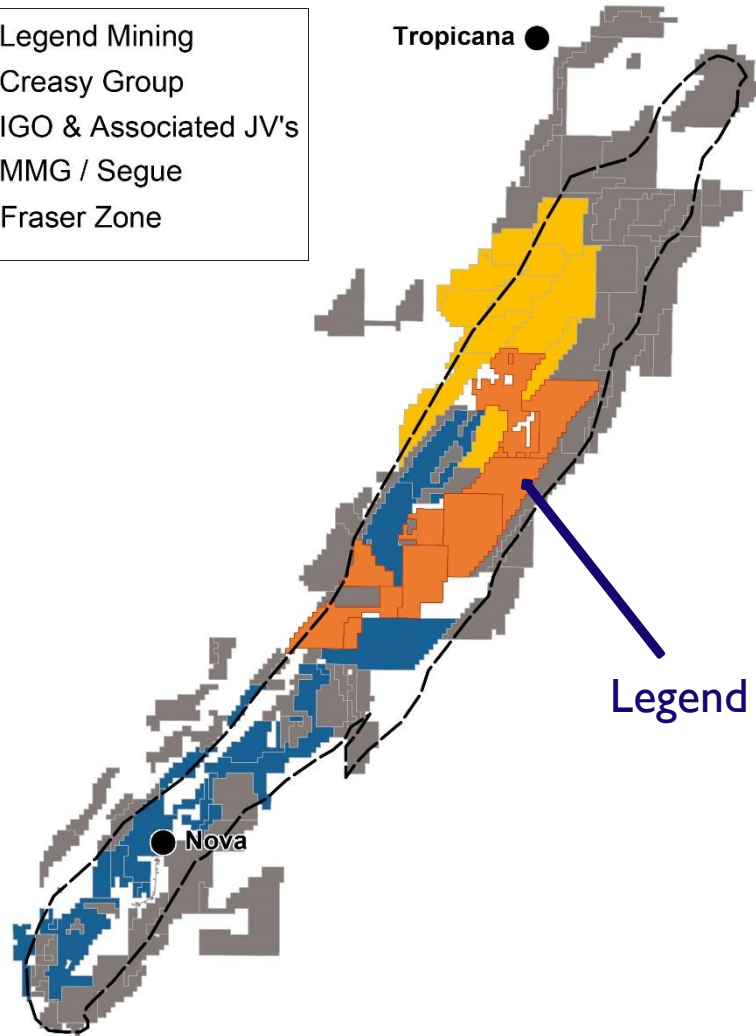 Legend Mining
Creasy Group
IGO & Associated JV's
MMG / Segue
Fraser Zone
Tropicana
Legend
Nova